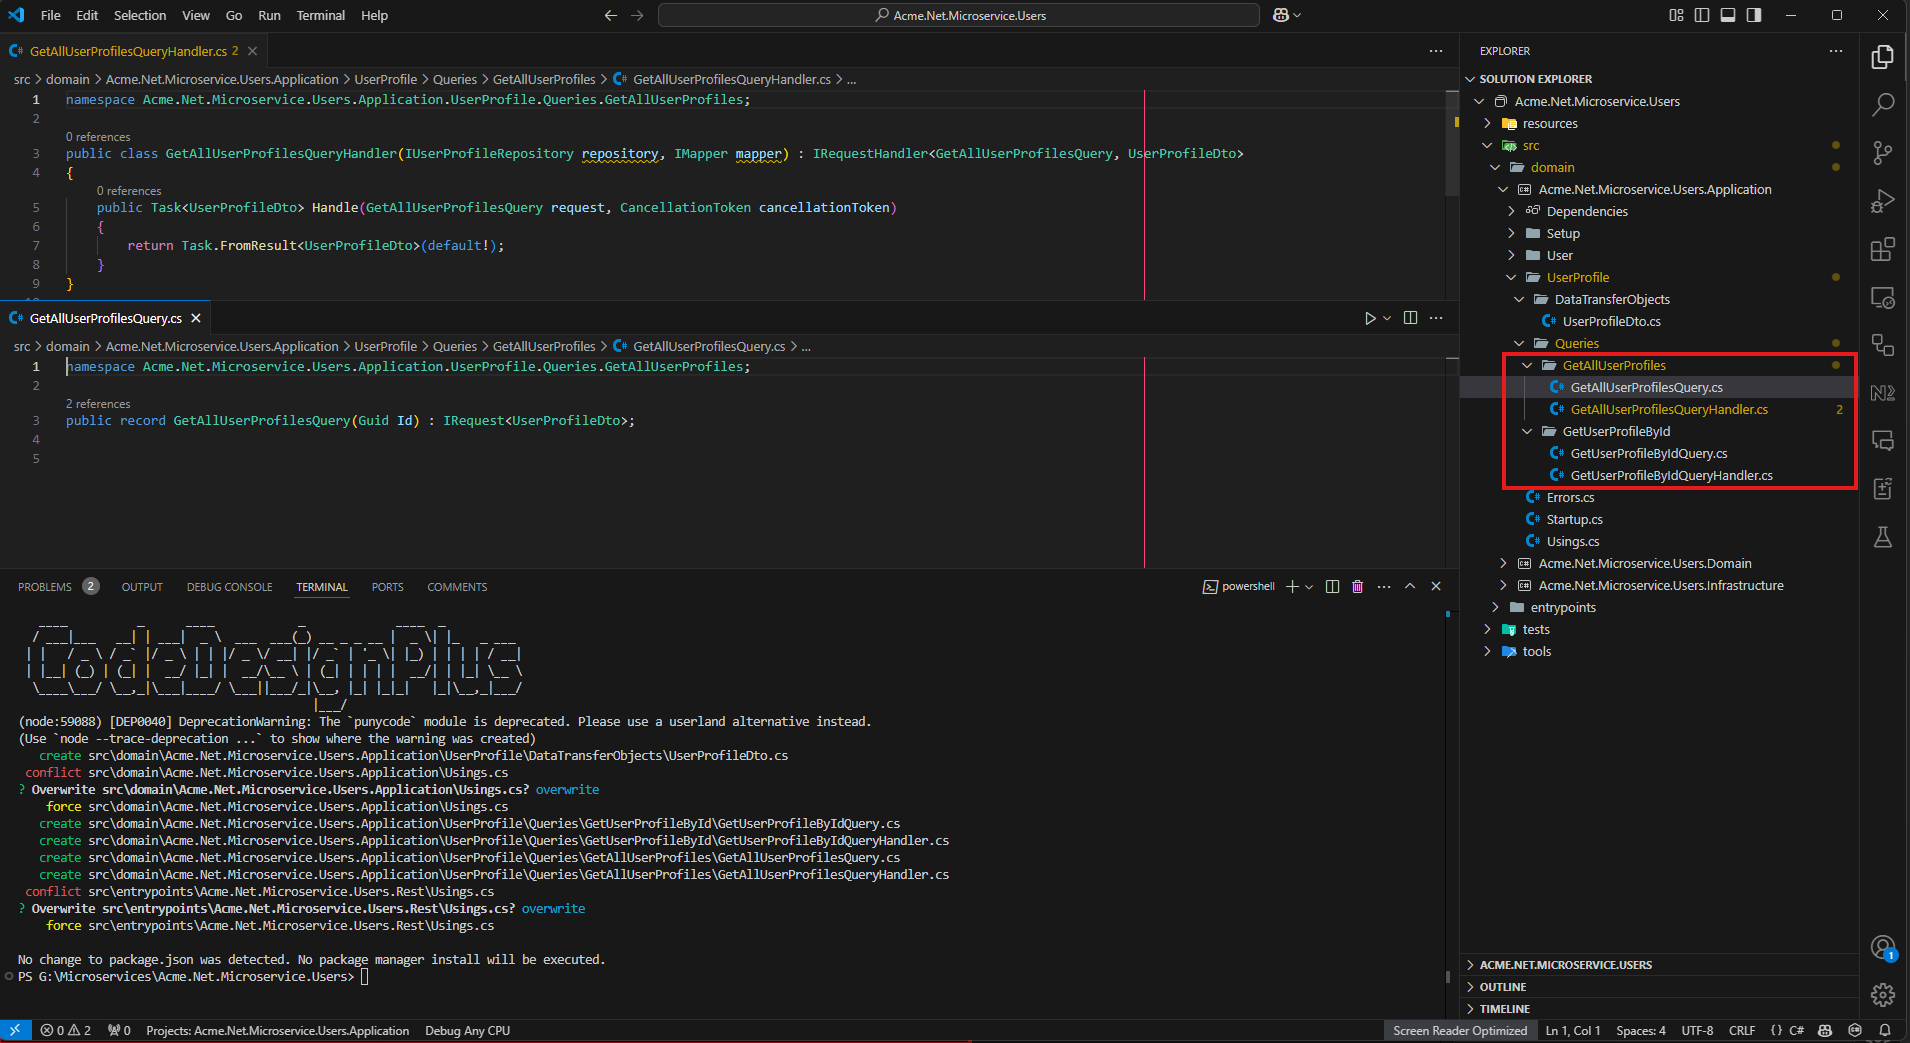 File Edit Selection View Go Run Terminal Help
Acme.Net.Microservice.Users
GetAllUserProfilesQueryHandler.cs 2
src > domain > Acme.Net.Microservice.Users.Application > UserProfile > Queries > GetAllUserProfiles > GetAllUserProfilesQueryHandler.cs > ...
1 namespace Acme.Net.Microservice.Users.Application.UserProfile.Queries.GetAllUserProfiles;
2
0 references
3 public class GetAllUserProfilesQueryHandler(IUserProfileRepository repository, IMapper mapper) : IRequestHandler<GetAllUserProfilesQuery, UserProfileDto>
4 {
0 references
5 public Task<UserProfileDto> Handle(GetAllUserProfilesQuery request, CancellationToken cancellationToken)
6 {
7 return Task.FromResult<UserProfileDto>(default!);
8 }
9 }
GetAllUserProfilesQuery.cs
src > domain > Acme.Net.Microservice.Users.Application > UserProfile > Queries > GetAllUserProfiles > GetAllUserProfilesQuery.cs > ...
1 namespace Acme.Net.Microservice.Users.Application.UserProfile.Queries.GetAllUserProfiles;
2
2 references
3 public record GetAllUserProfilesQuery(Guid Id) : IRequest<UserProfileDto>;
4
5
PROBLEMS 2 OUTPUT DEBUG CONSOLE TERMINAL PORTS COMMENTS
powershell
CodeDesignPlus
(node:59088) [DEP0040] DeprecationWarning: The `punycode` module is deprecated. Please use a userland alternative instead.
(Use `node --trace-deprecation ...` to show where the warning was created)
create src\domain\Acme.Net.Microservice.Users.Application\UserProfile\DataTransferObjects\UserProfileDto.cs
conflict src\domain\Acme.Net.Microservice.Users.Application\Usings.cs
? Overwrite src\domain\Acme.Net.Microservice.Users.Application\Usings.cs? overwrite
force src\domain\Acme.Net.Microservice.Users.Application\Usings.cs
create src\domain\Acme.Net.Microservice.Users.Application\UserProfile\Queries\GetUserProfileById\GetUserProfileByIdQuery.cs
create src\domain\Acme.Net.Microservice.Users.Application\UserProfile\Queries\GetUserProfileById\GetUserProfileByIdQueryHandler.cs
create src\domain\Acme.Net.Microservice.Users.Application\UserProfile\Queries\GetAllUserProfiles\GetAllUserProfilesQuery.cs
create src\domain\Acme.Net.Microservice.Users.Application\UserProfile\Queries\GetAllUserProfiles\GetAllUserProfilesQueryHandler.cs
conflict src\entrypoints\Acme.Net.Microservice.Users.Rest\Usings.cs
? Overwrite src\entrypoints\Acme.Net.Microservice.Users.Rest\Usings.cs? overwrite
force src\entrypoints\Acme.Net.Microservice.Users.Rest\Usings.cs
No change to package.json was detected. No package manager install will be executed.
PS G:\Microservices\Acme.Net.Microservice.Users>
EXPLORER
SOLUTION EXPLORER
Acme.Net.Microservice.Users
resources
src
domain
Acme.Net.Microservice.Users.Application
Dependencies
Setup
User
UserProfile
DataTransferObjects
UserProfileDto.cs
Queries
GetAllUserProfiles
GetAllUserProfilesQuery.cs
GetAllUserProfilesQueryHandler.cs 2
GetUserProfileById
GetUserProfileByIdQuery.cs
GetUserProfileByIdQueryHandler.cs
Errors.cs
Startup.cs
Usings.cs
Acme.Net.Microservice.Users.Domain
Acme.Net.Microservice.Users.Infrastructure
entrypoints
tests
tools
ACME.NET.MICROSERVICE.USERS
OUTLINE
TIMELINE
1
0 2 0 Projects: Acme.Net.Microservice.Users.Application Debug Any CPU
Screen Reader Optimized Ln 1, Col 1 Spaces: 4 UTF-8 CRLF {} C#